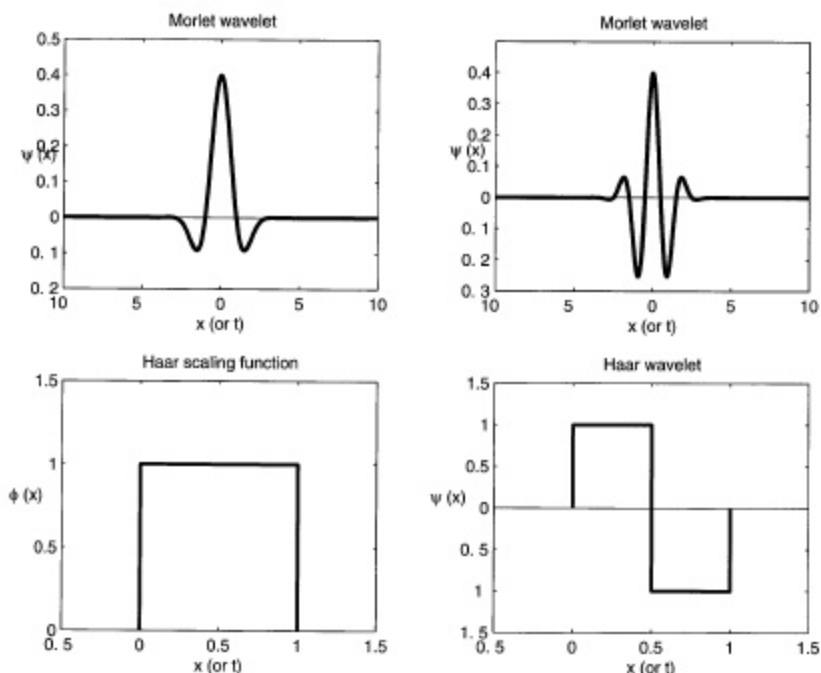 Morlet wavelet
0.5
0.4
0.3
0.2
ψ (x)
0.1
0
0. 1
0. 2
10 5 0 5 10
x (or t)
Morlet wavelet
0.4
0.3
0.2
ψ (x)
0.1
0
0. 1
0. 2
0. 3
10 5 0 5 10
x (or t)
Haar scaling function
1.5
1
ϕ (x)
0.5
0
0. 5 0 0.5 1 1.5
x (or t)
Haar wavelet
1.5
1
0.5
ψ (x)
0
0. 5
1
1. 5
0. 5 0 0.5 1 1.5
x (or t)